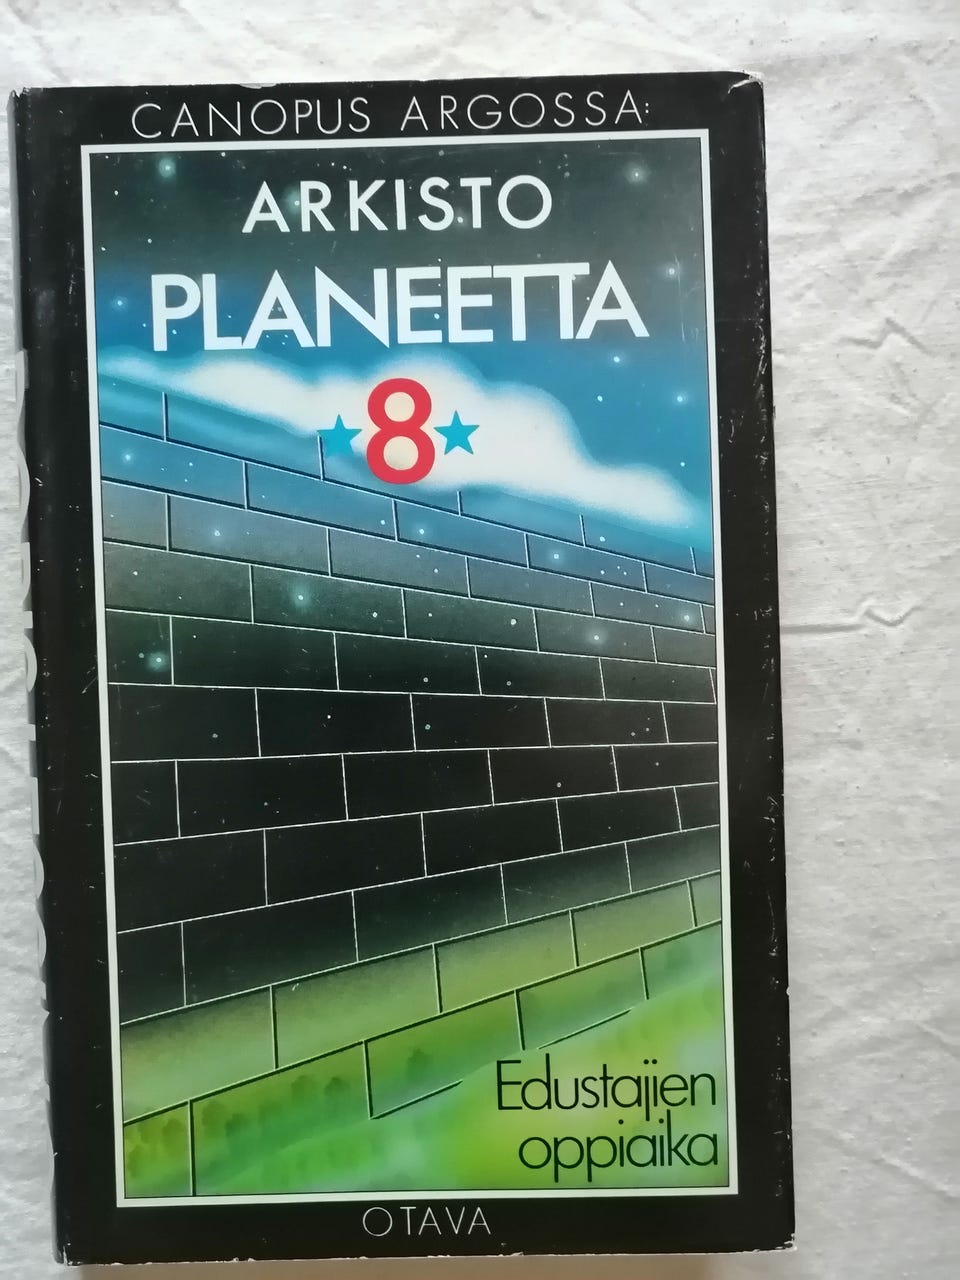 CANOPUS ARGOSSA:
ARKISTO
PLANEETTA
★8★
Edustajien
oppiaika
OTAVA